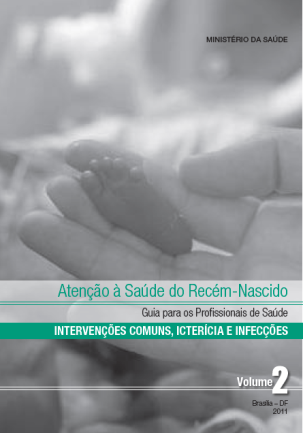 MINISTÉRIO DA SAÚDE
Atenção à Saúde do Recém-Nascido
Guia para os Profissionais de Saúde
INTERVENÇÕES COMUNS, ICTERÍCIA E INFECÇÕES
Volume 2
Brasília – DF
2011